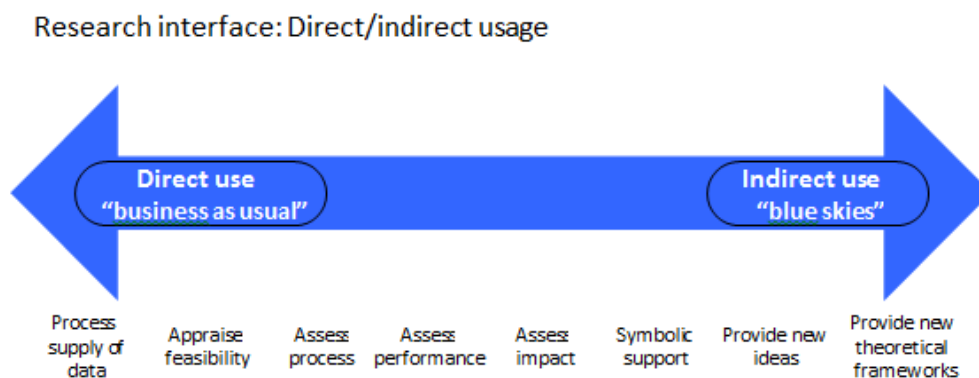 Research interface: Direct/indirect usage
Direct use
“business as usual”
Indirect use
“blue skies”
Process
supply of
data
Appraise
feasibility
Assess
process
Assess
performance
Assess
impact
Symbolic
support
Provide new
ideas
Provide new
theoretical
frameworks